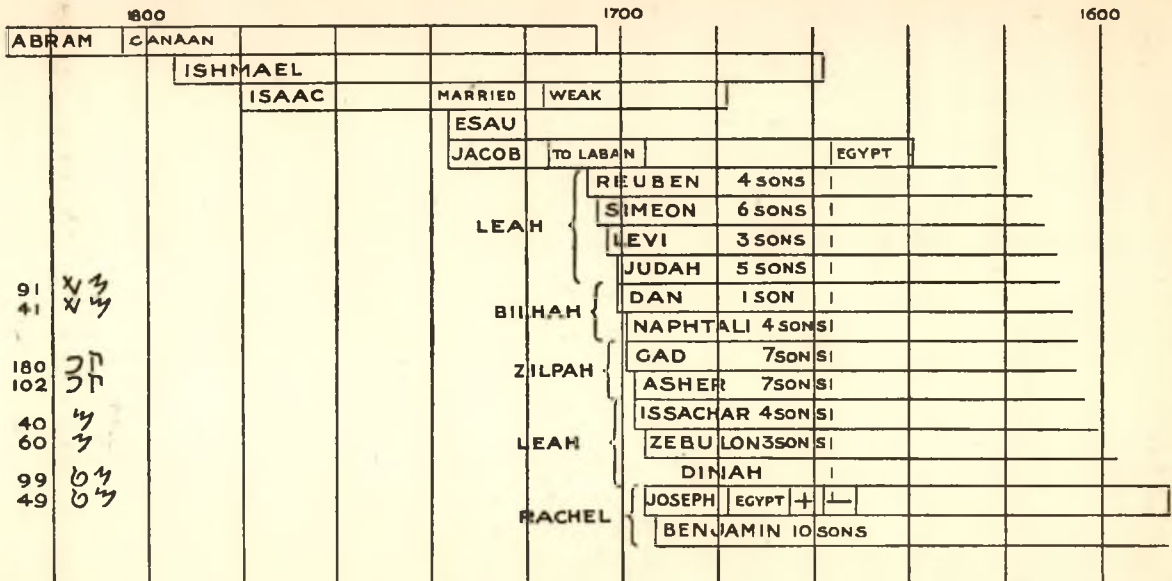 1800 1700 1600
ABRAM CANAAN
ISHMAEL
ISAAC MARRIED WEAK
ESAU
JACOB TO LABAN EGYPT
REUBEN 4 SONS
LEAH SIMEON 6 SONS
LEVI 3 SONS
JUDAH 5 SONS
91
41 BILHAH DAN 1 SON
NAPHTALI 4 SONS
180 ZILPAH GAD 7 SONS
102 ASHER 7 SONS
40 ISSACHAR 4 SONS
60 LEAH ZEBULON 3 SONS
99 DINAH
49 JOSEPH EGYPT + —
RACHEL BENJAMIN 10 SONS